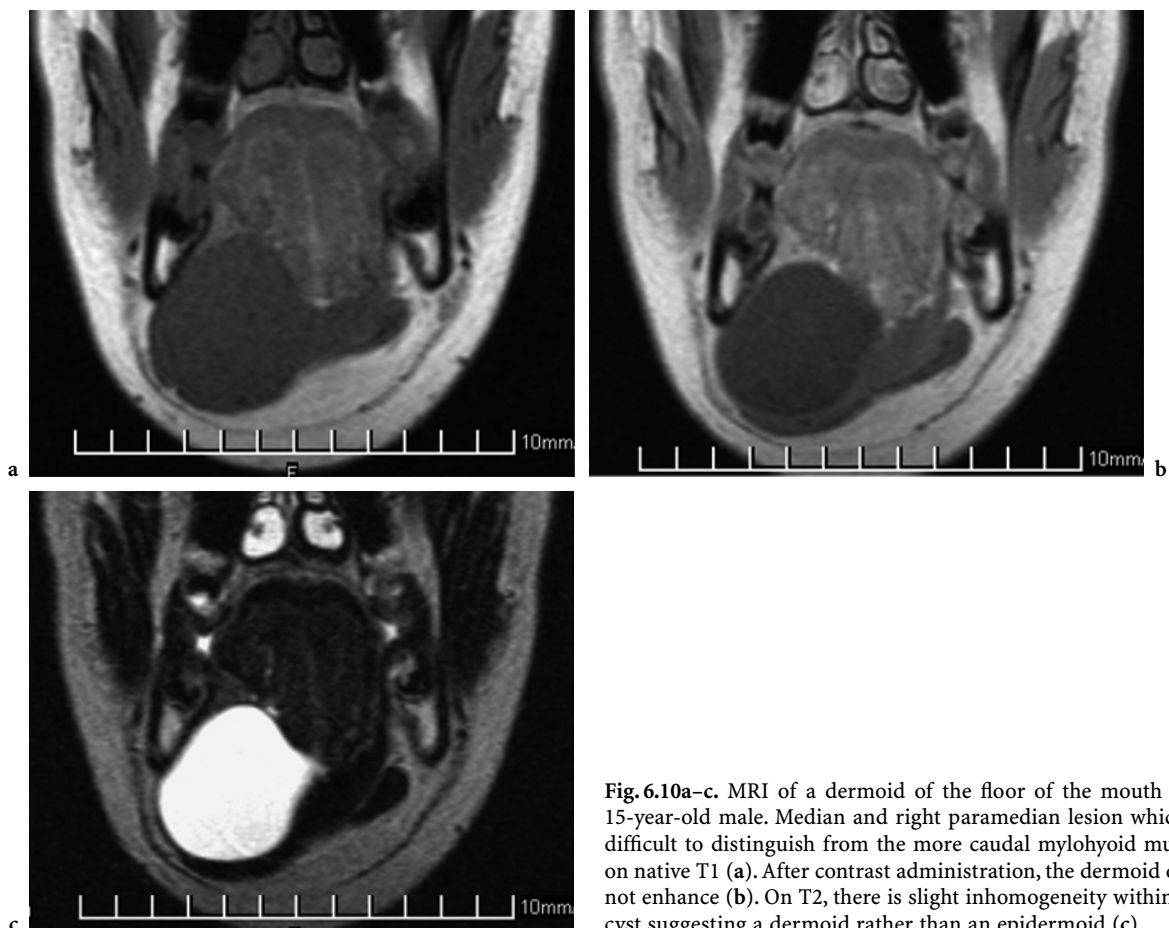 10mm/
F
a
10mm/
b
10mm/
c
Fig. 6.10a–c. MRI of a dermoid of the floor of the mouth
15-year-old male. Median and right paramedian lesion whic
difficult to distinguish from the more caudal mylohyoid mu
on native T1 (a). After contrast administration, the dermoid
not enhance (b). On T2, there is slight inhomogeneity within
cyst suggesting a dermoid rather than an epidermoid (c)